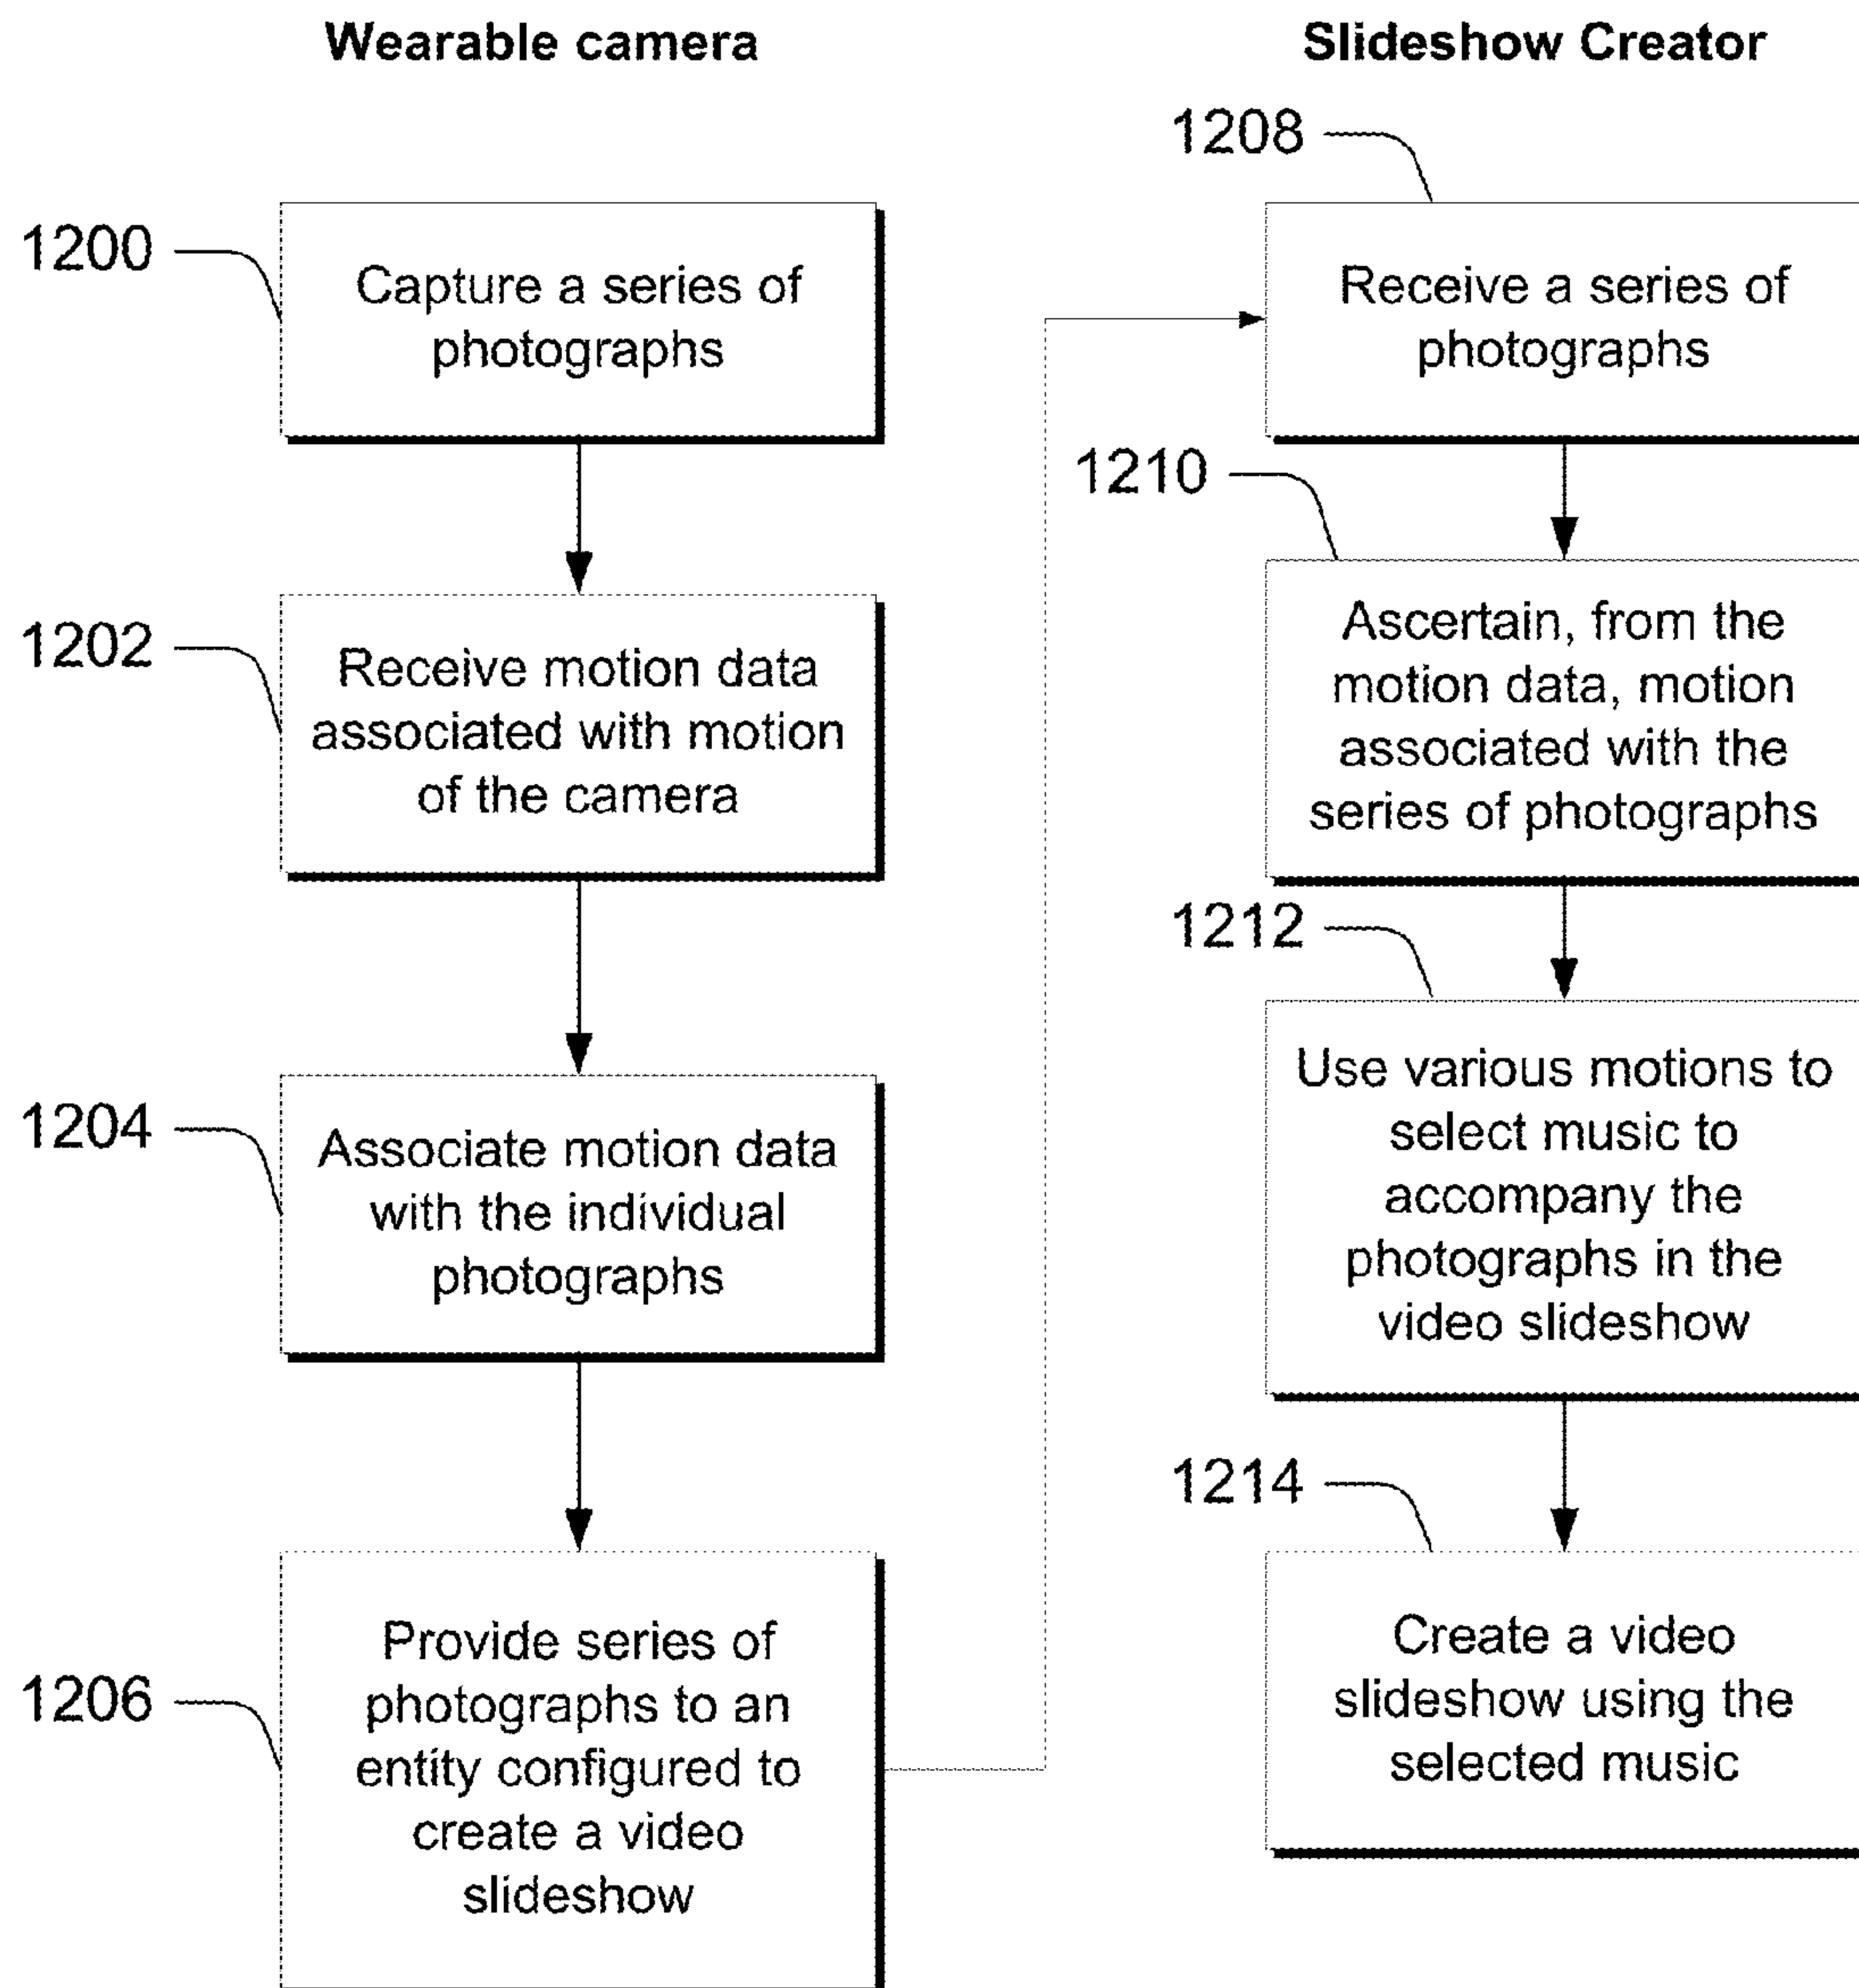 Wearable camera
1200
Capture a series of
photographs
1202
Receive motion data
associated with motion
of the camera
1204
Associate motion data
with the individual
photographs
1206
Provide series of
photographs to an
entity configured to
create a video
slideshow
Slideshow Creator
1208
Receive a series of
photographs
1210
Ascertain, from the
motion data, motion
associated with the
series of photographs
1212
Use various motions to
select music to
accompany the
photographs in the
video slideshow
1214
Create a video
slideshow using the
selected music